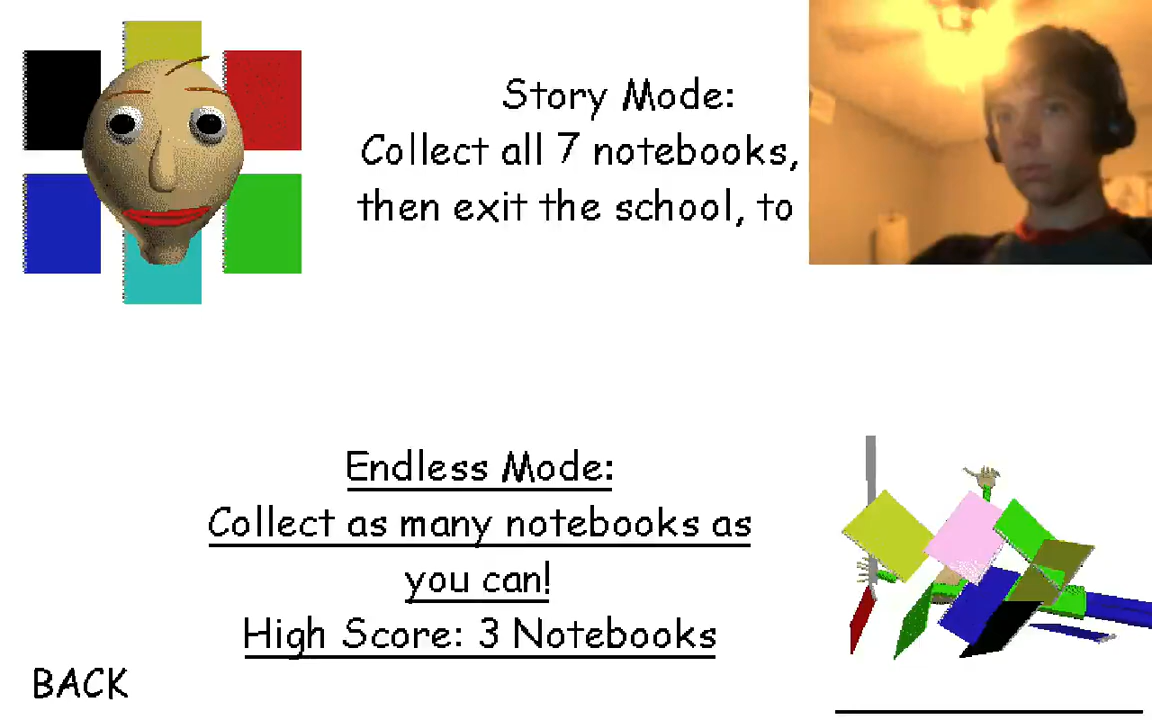 Story Mode:
Collect all 7 notebooks,
then exit the school, to
Endless Mode:
Collect as many notebooks as
you can!
High Score: 3 Notebooks
BACK